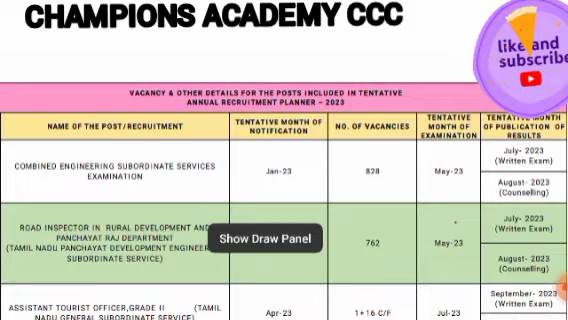 CHAMPIONS ACADEMY CCC
like and
subscribe
VACANCY & OTHER DETAILS FOR THE POSTS INCLUDED IN TENTATIVE
ANNUAL RECRUITMENT PLANNER – 2023
NAME OF THE POST/RECRUITMENT
TENTATIVE MONTH OF
NOTIFICATION
NO. OF VACANCIES
TENTATIVE
MONTH OF
EXAMINATION
TENTATIVE MONTH
OF PUBLICATION OF
RESULTS
COMBINED ENGINEERING SUBORDINATE SERVICES
EXAMINATION
Jan-23
828
May-23
July- 2023
(Written Exam)
August- 2023
(Counselling)
ROAD INSPECTOR IN RURAL DEVELOPMENT AND
PANCHAYAT RAJ DEPARTMENT
(TAMIL NADU PANCHAYAT DEVELOPMENT ENGINEER
SUBORDINATE SERVICE)
Show Draw Panel
762
May-23
July- 2023
(Written Exam)
August- 2023
(Counselling)
ASSISTANT TOURIST OFFICER,GRADE II (TAMIL
NADU GENERAL SUBORDINATE SERVICE)
Apr-23
1+16 C/F
Jul-23
September- 2023
(Written Exam)